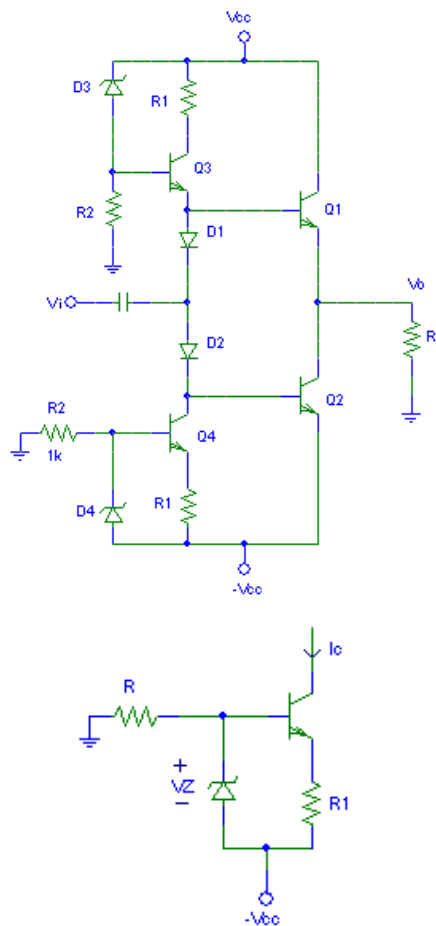 Vcc
D3
R1
Q3
R2
Q1
D1
Vi
Vo
R
D2
R2
Q2
Q4
1k
D4
R1
-Vcc
Ic
R
+
VZ
−
R1
-Vcc